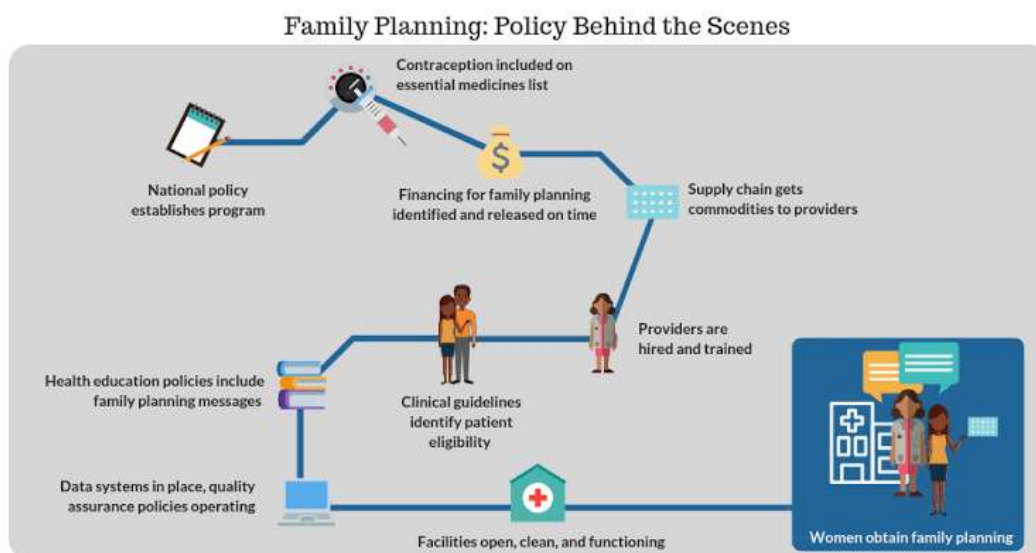 Family Planning: Policy Behind the Scenes
Contraception included on
essential medicines list
National policy
establishes program
$
Financing for family planning
identified and released on time
Supply chain gets
commodities to providers
Providers are
hired and trained
Clinical guidelines
identify patient
eligibility
Health education policies include
family planning messages
Data systems in place, quality
assurance policies operating
Facilities open, clean, and functioning
Women obtain family planning